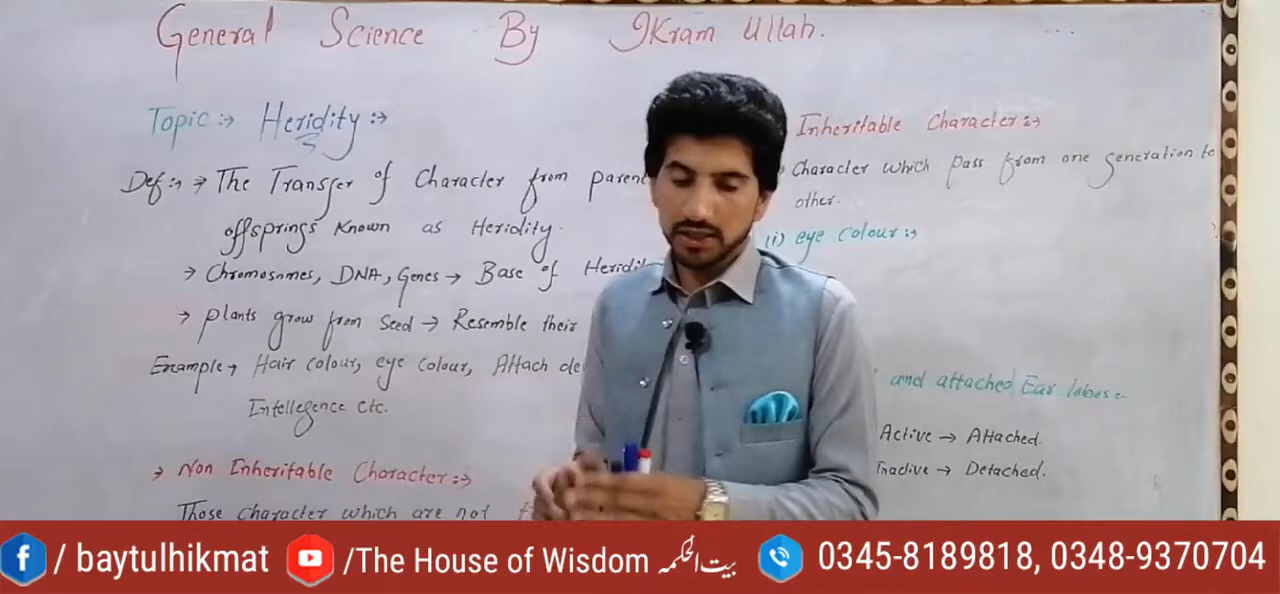 General Science By Ikram Ullah.
Topic :→ Heridity :→
Def :→ → The Transfer of Character from parent
offsprings Known as Heridity.
→ Chromosomes, DNA, Genes → Base of Heridit
→ plants grow from seed → Resemble their
Example → Hair colour, eye colour, Attach de
Intellegence etc.
→ Non Inheritable Character :→
Those character which are not
Inheritable Character :→
Character which pass from one generation to
other.
(i) eye colour :→
and attached Ear lobes :-
Active → Attached.
Inactive → Detached.
/ baytulhikmat /The House of Wisdom بیت الحکمہ 0345-8189818, 0348-9370704